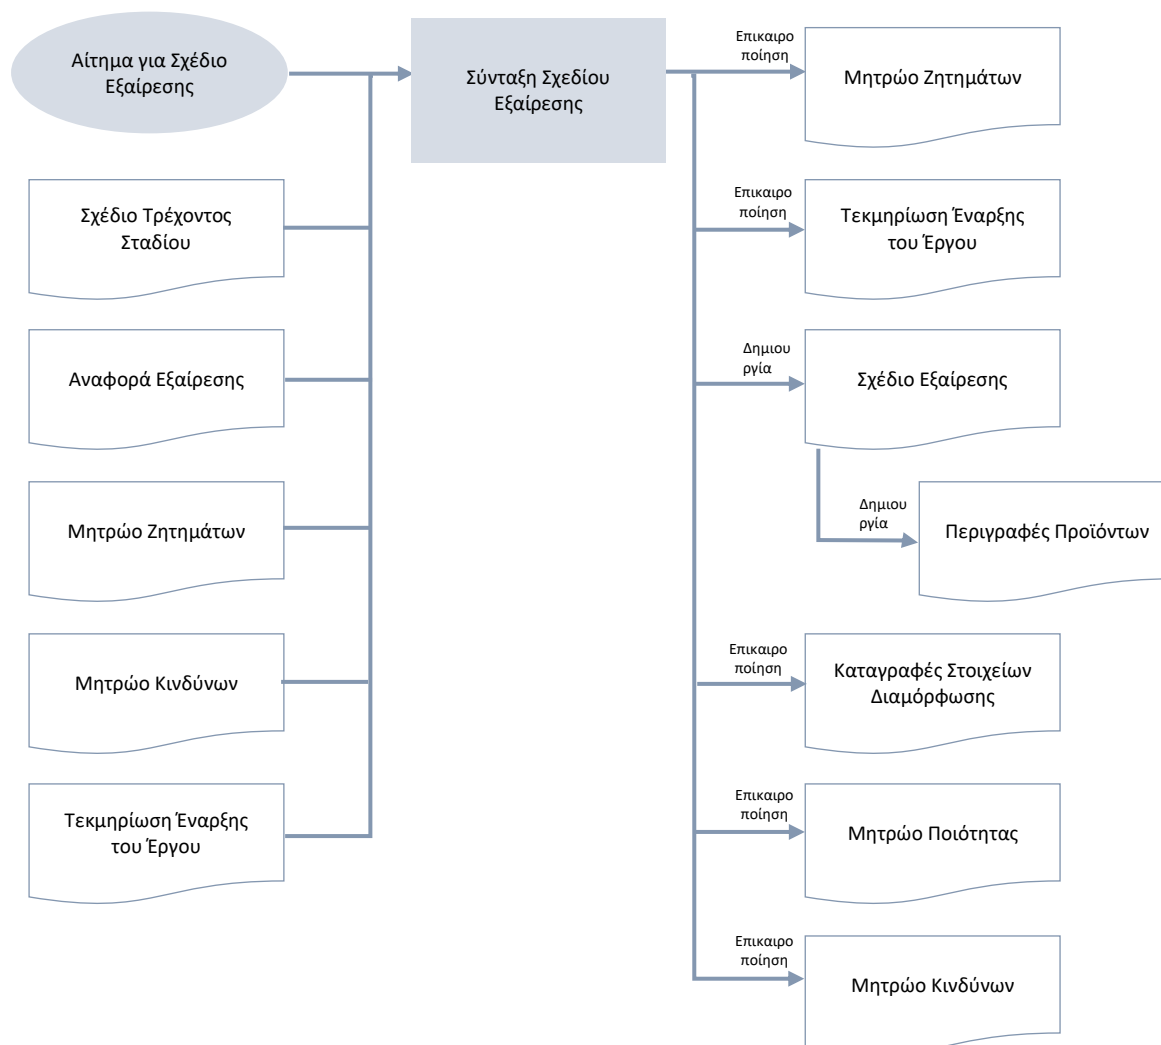 Αίτημα για Σχέδιο
Εξαίρεσης
Σχέδιο Τρέχοντος
Σταδίου
Αναφορά Εξαίρεσης
Μητρώο Ζητημάτων
Μητρώο Κινδύνων
Τεκμηρίωση Έναρξης
του Έργου
Σύνταξη Σχεδίου
Εξαίρεσης
Επικαιρο
ποίηση
Μητρώο Ζητημάτων
Επικαιρο
ποίηση
Τεκμηρίωση Έναρξης
του Έργου
Δημιου
ργία
Σχέδιο Εξαίρεσης
Δημιου
ργία
Περιγραφές Προϊόντων
Επικαιρο
ποίηση
Καταγραφές Στοιχείων
Διαμόρφωσης
Επικαιρο
ποίηση
Μητρώο Ποιότητας
Επικαιρο
ποίηση
Μητρώο Κινδύνων